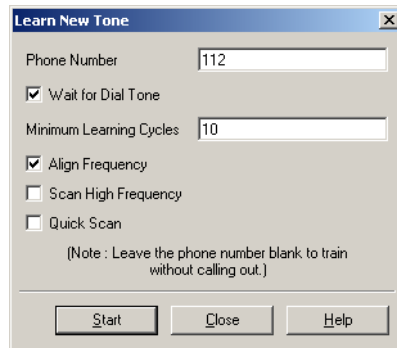 Learn New Tone
Phone Number 112
Wait for Dial Tone
Minimum Learning Cycles 10
Align Frequency
Scan High Frequency
Quick Scan
(Note : Leave the phone number blank to train
without calling out.)
Start Close Help